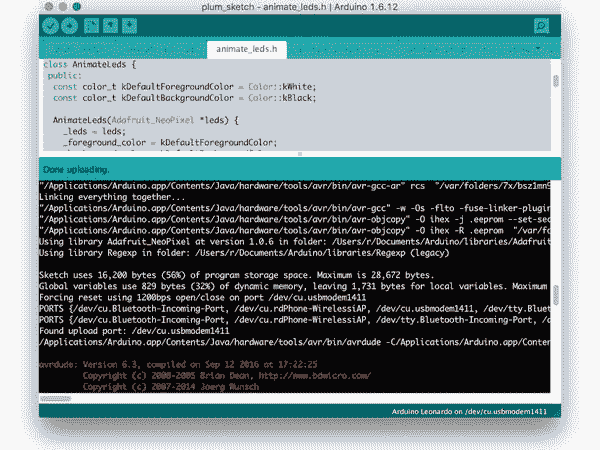 plum_sketch - animate_leds.h | Arduino 1.6.12
animate_leds.h
class AnimateLeds {
public:
const color_t kDefaultForegroundColor = Color::kWhite;
const color_t kDefaultBackgroundColor = Color::kBlack;
AnimateLeds(Adafruit_NeoPixel *leds) {
_leds = leds;
_foreground_color = kDefaultForegroundColor;
Done uploading.
"/Applications/Arduino.app/Contents/Java/hardware/tools/avr/bin/avr-gcc-ar" rcs "/var/folders/7x/bsz1mn9
Linking everything together...
"/Applications/Arduino.app/Contents/Java/hardware/tools/avr/bin/avr-gcc" -w -Os -flto -fuse-linker-plugin
"/Applications/Arduino.app/Contents/Java/hardware/tools/avr/bin/avr-objcopy" -O ihex -j .eeprom --set-sec
"/Applications/Arduino.app/Contents/Java/hardware/tools/avr/bin/avr-objcopy" -O ihex -R .eeprom "/var/fo
Using library Adafruit_NeoPixel at version 1.0.6 in folder: /Users/r/Documents/Arduino/libraries/Adafruit
Using library Regexp in folder: /Users/r/Documents/Arduino/libraries/Regexp (legacy)
Sketch uses 16,200 bytes (56%) of program storage space. Maximum is 28,672 bytes.
Global variables use 829 bytes (32%) of dynamic memory, leaving 1,731 bytes for local variables. Maximum
Forcing reset using 1200bps open/close on port /dev/cu.usbmodem1411
PORTS {/dev/cu.Bluetooth-Incoming-Port, /dev/cu.rdPhone-WirelessiAP, /dev/cu.usbmodem1411, /dev/tty.Bluet
PORTS {/dev/cu.Bluetooth-Incoming-Port, /dev/cu.rdPhone-WirelessiAP, /dev/tty.Bluetooth-Incoming-Port, /d
Found upload port: /dev/cu.usbmodem1411
/Applications/Arduino.app/Contents/Java/hardware/tools/avr/bin/avrdude -C/Applications/Arduino.app/Conten
avrdude: Version 6.3, compiled on Sep 12 2016 at 17:22:25
Copyright (c) 2000-2005 Brian Dean, http://www.bdmicro.com/
Copyright (c) 2007-2014 Joerg Wunsch
Arduino Leonardo on /dev/cu.usbmodem1411